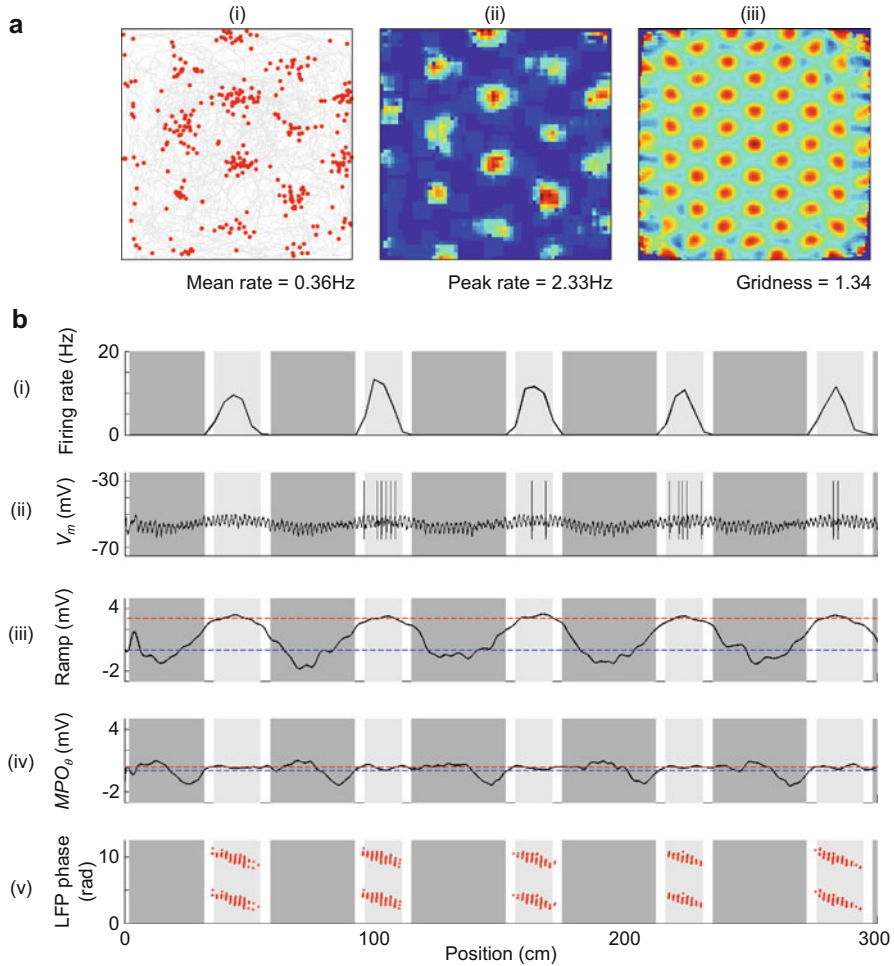 a
(i)
(ii)
(iii)
Mean rate = 0.36Hz
Peak rate = 2.33Hz
Gridness = 1.34
b
(i)
Firing rate (Hz)
20
0
(ii)
Vm (mV)
-30
-70
(iii)
Ramp (mV)
4
-2
(iv)
MPOθ (mV)
4
-2
(v)
LFP phase
(rad)
10
0
0
100
200
300
Position (cm)